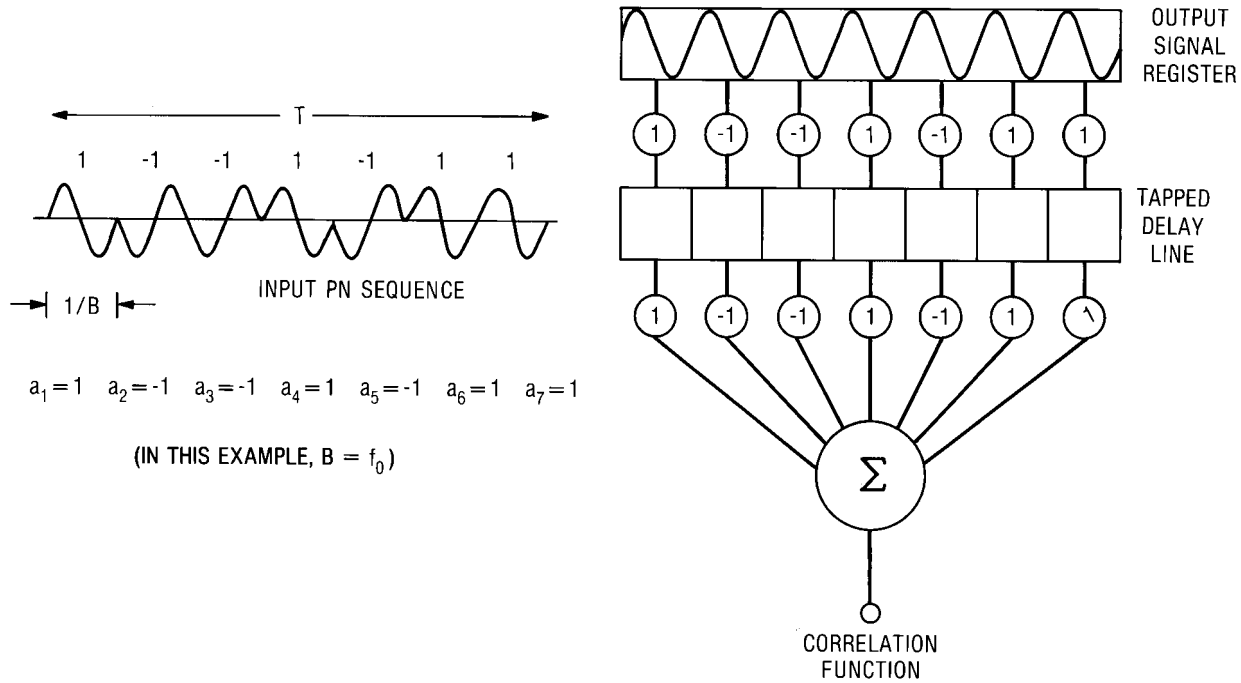 T
1 -1 -1 1 -1 1 1
INPUT PN SEQUENCE
1/B
a₁=1 a₂=-1 a₃=-1 a₄=1 a₅=-1 a₆=1 a₇=1
(IN THIS EXAMPLE, B = f₀)
OUTPUT
SIGNAL
REGISTER
1 -1 -1 1 -1 1 1
TAPPED
DELAY
LINE
1 -1 -1 1 -1 1 1
Σ
CORRELATION
FUNCTION